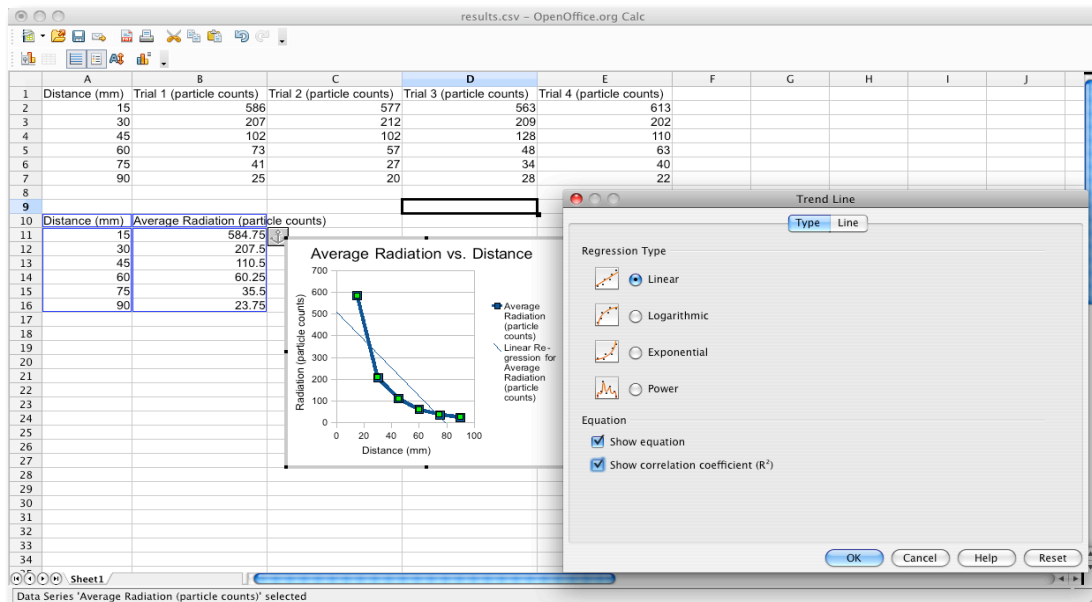 results.csv – OpenOffice.org Calc
A B C D E F G H I J
1 Distance (mm) Trial 1 (particle counts) Trial 2 (particle counts) Trial 3 (particle counts) Trial 4 (particle counts)
2 15 586 577 563 613
3 30 207 212 209 202
4 45 102 102 128 110
5 60 73 57 48 63
6 75 41 27 34 40
7 90 25 20 28 22
8
9
10 Distance (mm) Average Radiation (particle counts)
11 15 584.75
12 30 207.5
13 45 110.5
14 60 60.25
15 75 35.5
16 90 23.75
17
18
19
20
21
22
23
24
25
26
27
28
29
30
31
32
33
34
Average Radiation vs. Distance
Radiation (particle counts)
700
600
500
400
300
200
100
0
0 20 40 60 80 100
Distance (mm)
Average
Radiation
(particle
counts)
Linear Re-
gression for
Average
Radiation
(particle
counts)
Trend Line
Type Line
Regression Type
Linear
Logarithmic
Exponential
Power
Equation
Show equation
Show correlation coefficient (R²)
OK Cancel Help Reset
Sheet1
Data Series 'Average Radiation (particle counts)' selected